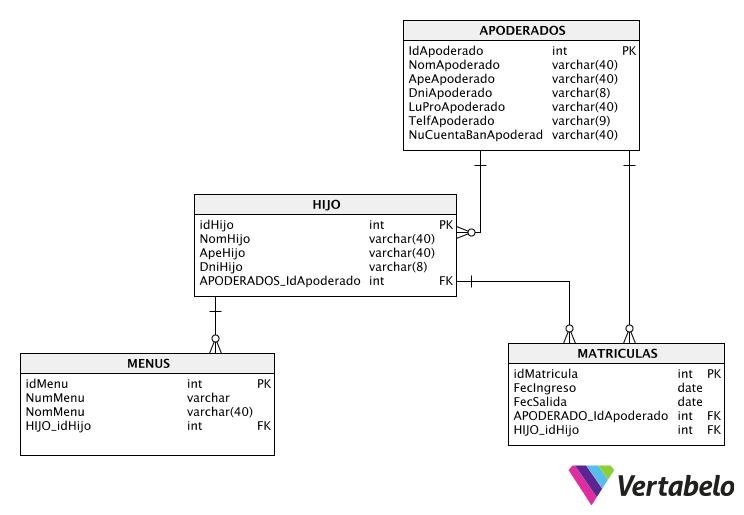 APODERADOS
IdApoderado int PK
NomApoderado varchar(40)
ApeApoderado varchar(40)
DniApoderado varchar(8)
LuProApoderado varchar(40)
TelfApoderado varchar(9)
NuCuentaBanApoderad varchar(40)
HIJO
idHijo int PK
NomHijo varchar(40)
ApeHijo varchar(40)
DniHijo varchar(8)
APODERADOS_IdApoderado int FK
MENUS
idMenu int PK
NumMenu varchar
NomMenu varchar(40)
HIJO_idHijo int FK
MATRICULAS
idMatricula int PK
FecIngreso date
FecSalida date
APODERADO_IdApoderado int FK
HIJO_idHijo int FK
Vertabelo